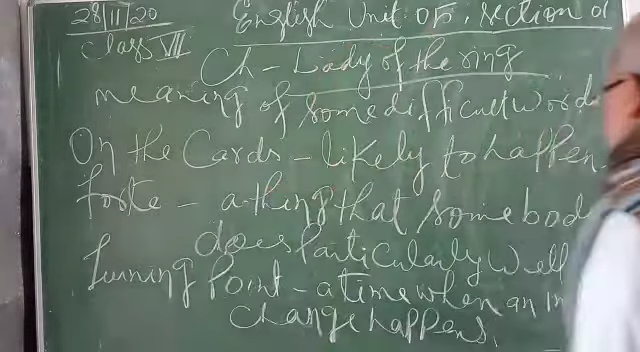 28/11/20 English Unit 05, Section 01
Class VII
Ch - Lady of the ring
meaning of some difficult words
On the Cards - likely to happen.
forte - a thing that somebody
does Particularly well
Turning Point - a time when an im
Change happens.